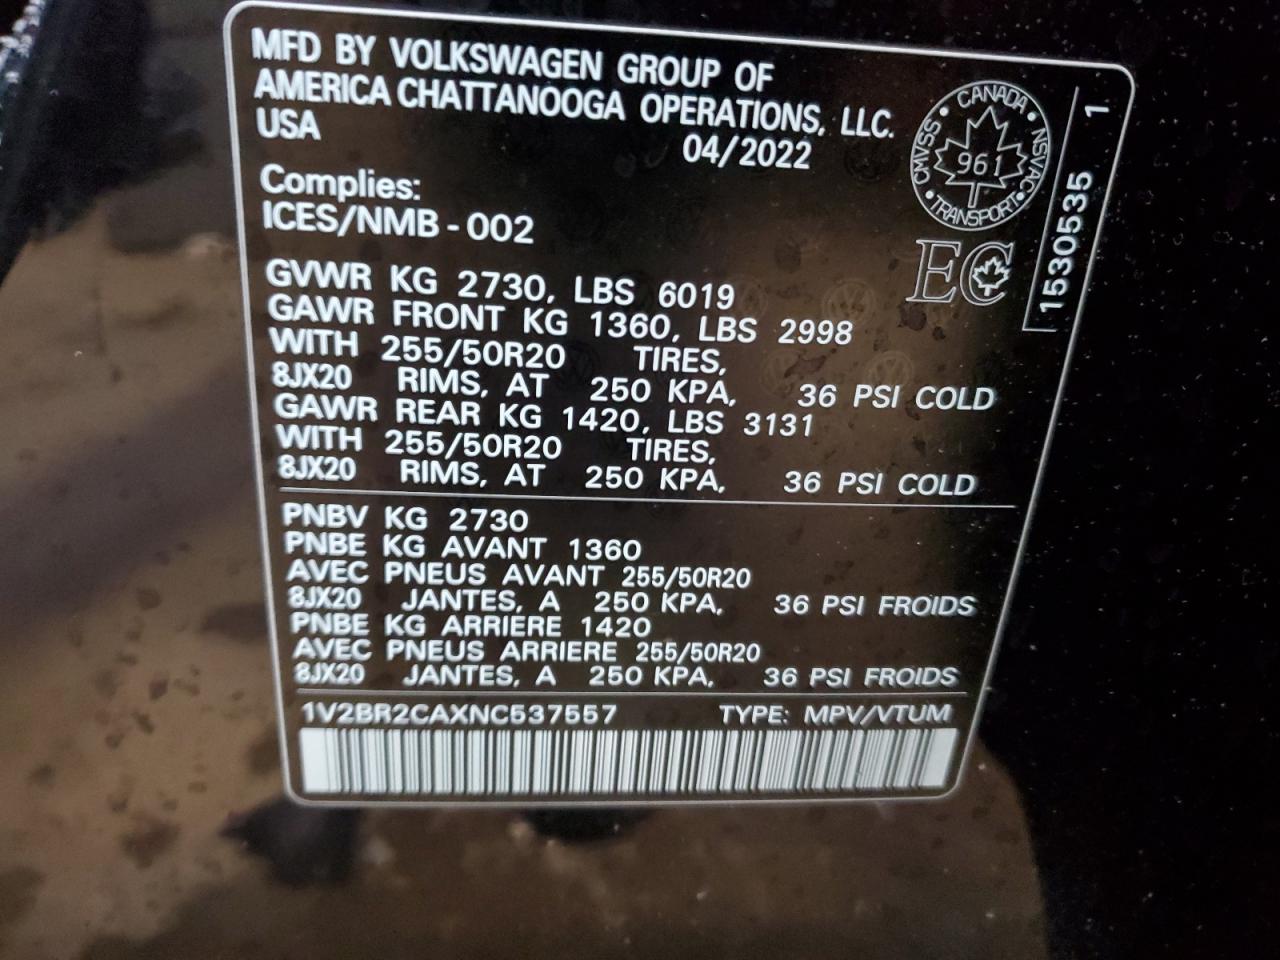 MFD BY VOLKSWAGEN GROUP OF
AMERICA CHATTANOOGA OPERATIONS, LLC.
USA 04/2022
CANADA
CMVSS
NSVAC
961
TRANSPORT
EC
1530535 1
Complies:
ICES/NMB-002
GVWR KG 2730, LBS 6019
GAWR FRONT KG 1360, LBS 2998
WITH 255/50R20 TIRES,
8JX20 RIMS, AT 250 KPA, 36 PSI COLD
GAWR REAR KG 1420, LBS 3131
WITH 255/50R20 TIRES,
8JX20 RIMS, AT 250 KPA, 36 PSI COLD
PNBV KG 2730
PNBE KG AVANT 1360
AVEC PNEUS AVANT 255/50R20
8JX20 JANTES, A 250 KPA, 36 PSI FROIDS
PNBE KG ARRIERE 1420
AVEC PNEUS ARRIERE 255/50R20
8JX20 JANTES, A 250 KPA, 36 PSI FROIDS
1V2BR2CAXNC537557 TYPE: MPV/VTUM